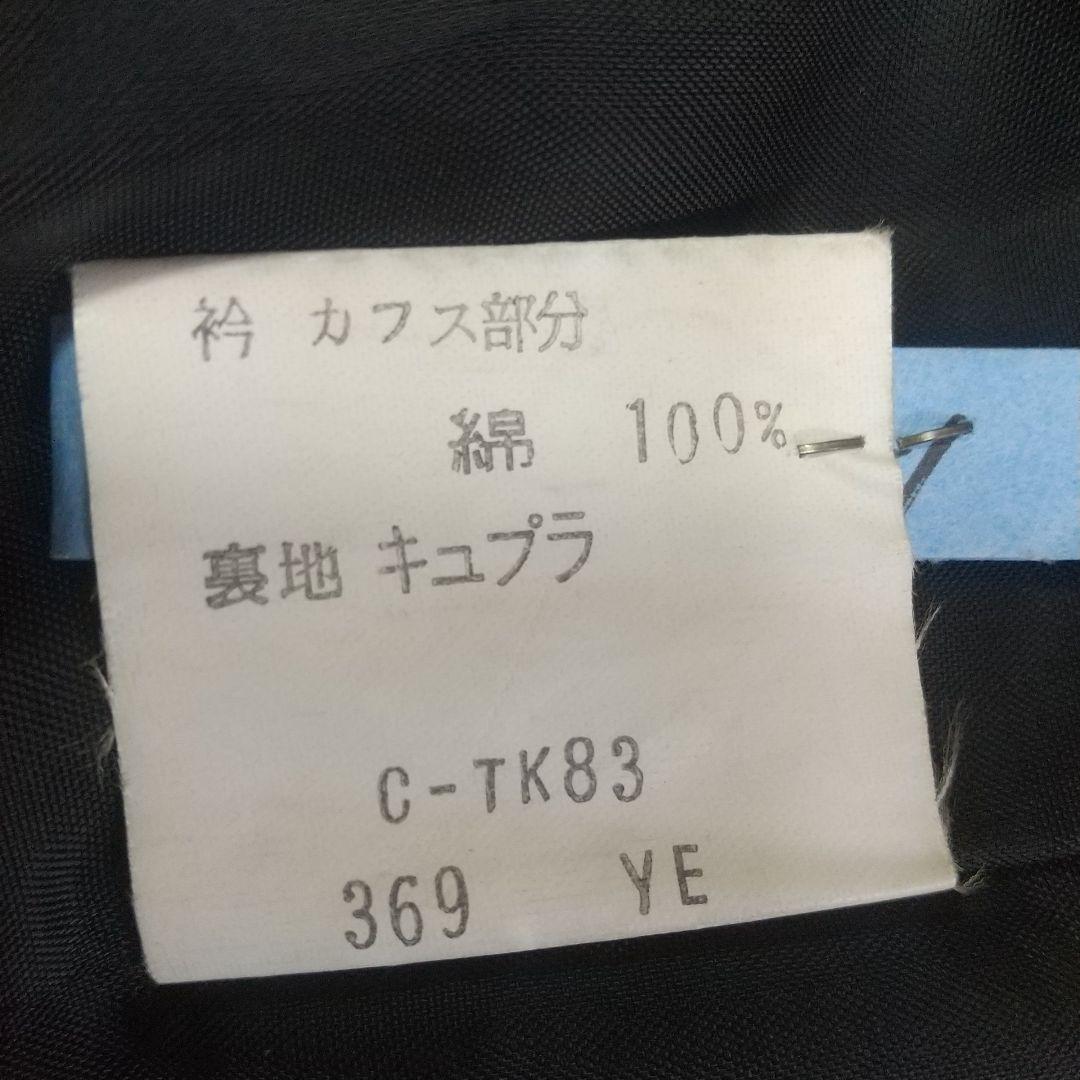 衿 カフス部分
綿 100%
裏地 キュプラ
C-TK83
369 YE